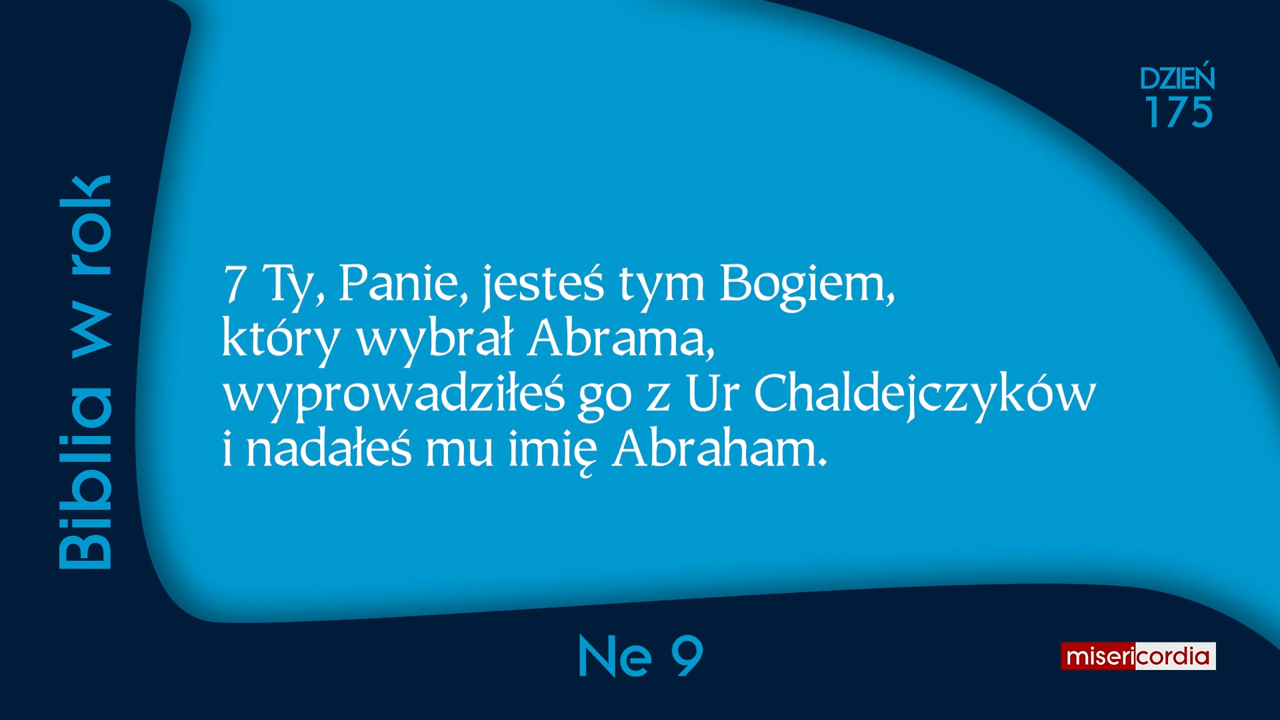 DZIEŃ
175
Biblia w rok
7 Ty, Panie, jesteś tym Bogiem,
który wybrał Abrama,
wyprowadziłeś go z Ur Chaldejczyków
i nadałeś mu imię Abraham.
Ne 9
misericordia